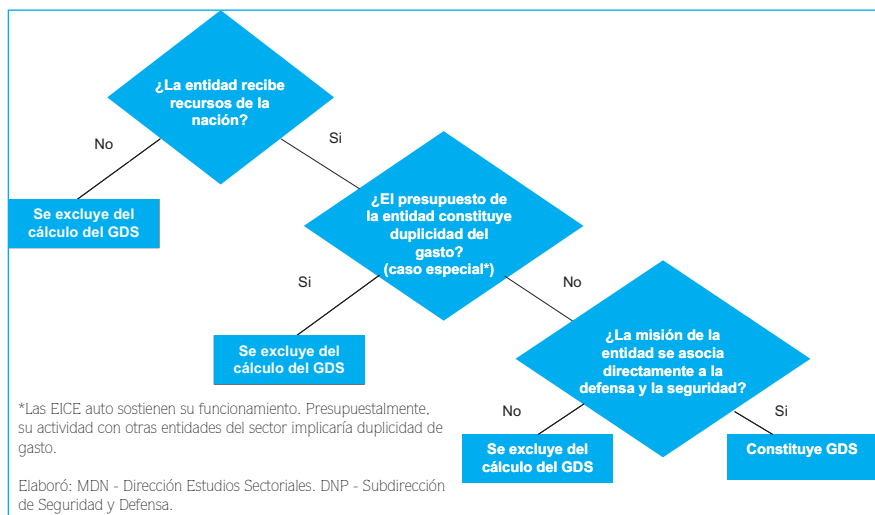 ¿La entidad recibe
recursos de la
nación?
No
Si
Se excluye del
cálculo del GDS
¿El presupuesto de
la entidad constituye
duplicidad del
gasto?
(caso especial*)
Si
No
Se excluye del
cálculo del GDS
¿La misión de la
entidad se asocia
directamente a la
defensa y la seguridad?
No
Si
Se excluye del
cálculo del GDS
Constituye GDS
*Las EICE auto sostienen su funcionamiento. Presupuestalmente,
su actividad con otras entidades del sector implicaría duplicidad de
gasto.
Elaboró: MDN - Dirección Estudios Sectoriales. DNP - Subdirección
de Seguridad y Defensa.